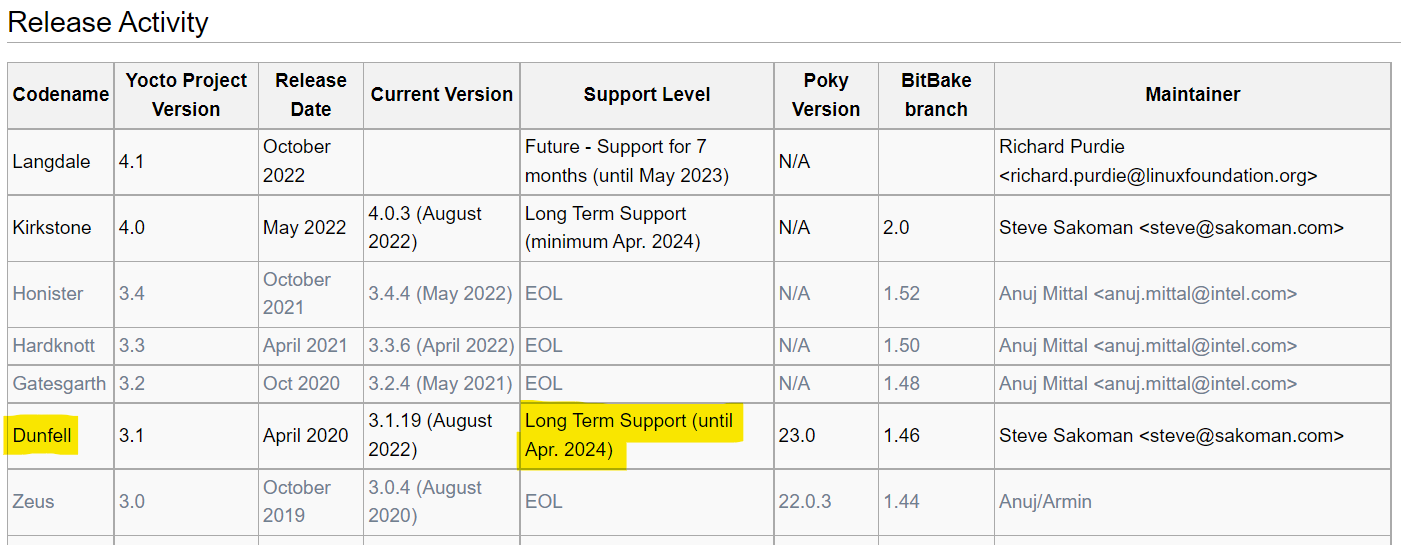 Release Activity
Codename Yocto Project Version Release Date Current Version Support Level Poky Version BitBake branch Maintainer
Langdale 4.1 October 2022 Future - Support for 7 months (until May 2023) N/A Richard Purdie <richard.purdie@linuxfoundation.org>
Kirkstone 4.0 May 2022 4.0.3 (August 2022) Long Term Support (minimum Apr. 2024) N/A 2.0 Steve Sakoman <steve@sakoman.com>
Honister 3.4 October 2021 3.4.4 (May 2022) EOL N/A 1.52 Anuj Mittal <anuj.mittal@intel.com>
Hardknott 3.3 April 2021 3.3.6 (April 2022) EOL N/A 1.50 Anuj Mittal <anuj.mittal@intel.com>
Gatesgarth 3.2 Oct 2020 3.2.4 (May 2021) EOL N/A 1.48 Anuj Mittal <anuj.mittal@intel.com>
Dunfell 3.1 April 2020 3.1.19 (August 2022) Long Term Support (until Apr. 2024) 23.0 1.46 Steve Sakoman <steve@sakoman.com>
Zeus 3.0 October 2019 3.0.4 (August 2020) EOL 22.0.3 1.44 Anuj/Armin